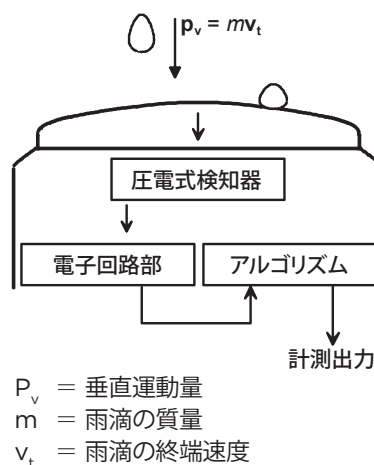 pᵥ = mvₜ
圧電式検知器
電子回路部
アルゴリズム
計測出力
Pᵥ = 垂直運動量
m = 雨滴の質量
vₜ = 雨滴の終端速度